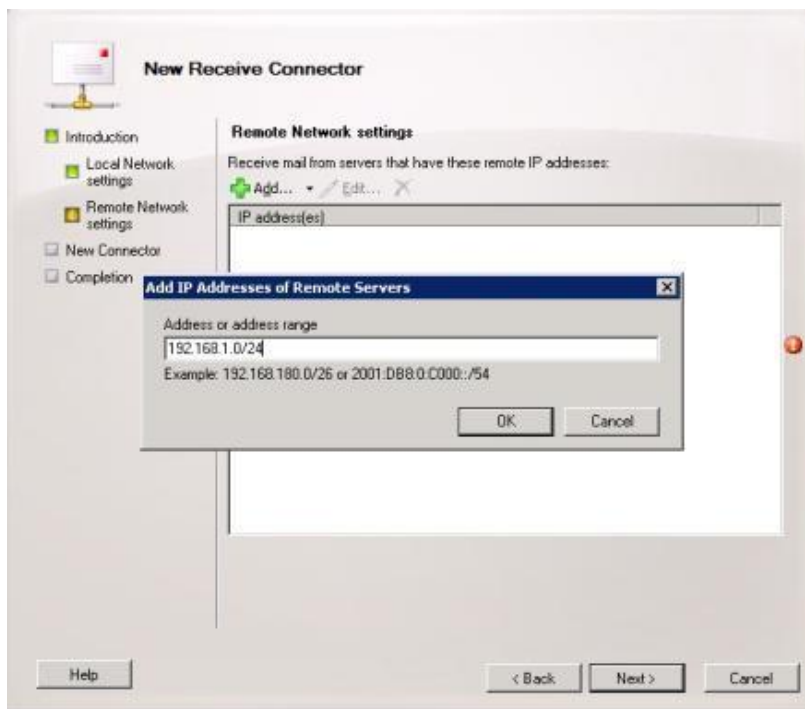 New Receive Connector
Introduction
Local Network
settings
Remote Network
settings
New Connector
Completion
Remote Network settings
Receive mail from servers that have these remote IP addresses:
Add...
Edit...
IP address(es)
Add IP Addresses of Remote Servers
Address or address range
192.168.1.0/24
Example: 192.168.180.0/26 or 2001:DB8:0:C000::/54
OK
Cancel
Help
< Back
Next >
Cancel